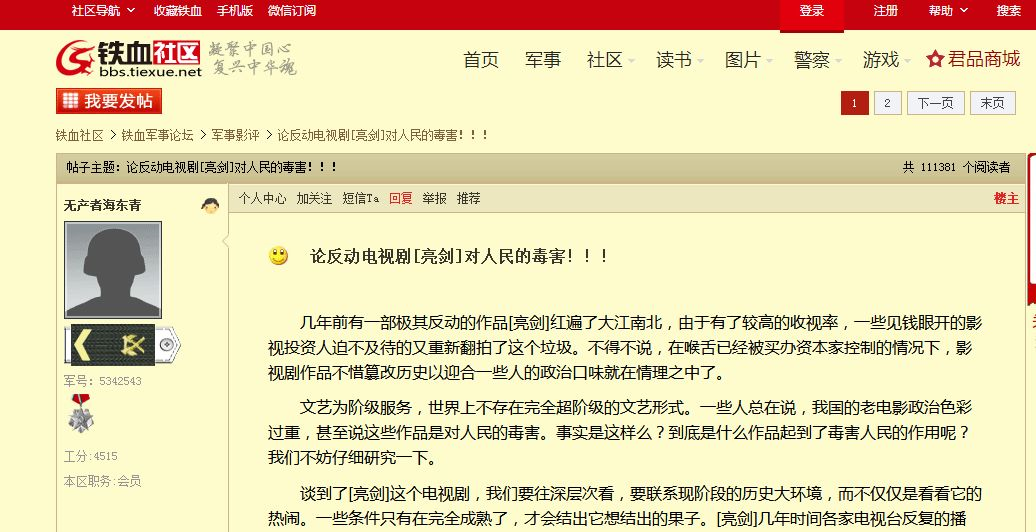 社区导航 收藏铁血 手机版 微信订阅 登录 注册 帮助 搜索
铁血社区 bbs.tiexue.net 凝聚中国心 复兴中华魂
首页 军事 社区 读书 图片 警察 游戏 君品商城
我要发帖 1 2 下一页 末页
铁血社区 > 铁血军事论坛 > 军事影评 > 论反动电视剧[亮剑]对人民的毒害！！！
帖子主题：论反动电视剧[亮剑]对人民的毒害！！！ 共 111381 个阅读者
无产者海东青
个人中心 加关注 短信Ta 回复 举报 推荐 楼主
军号：5342543
工分:4515
本区职务:会员
论反动电视剧[亮剑]对人民的毒害！！！
几年前有一部极其反动的作品[亮剑]红遍了大江南北，由于有了较高的收视率，一些见钱眼开的影
视投资人迫不及待的又重新翻拍了这个垃圾。不得不说，在喉舌已经被买办资本家控制的情况下，影
视剧作品不惜篡改历史以迎合一些人的政治口味就在情理之中了。
文艺为阶级服务，世界上不存在完全超阶级的文艺形式。一些人总在说，我国的老电影政治色彩
过重，甚至说这些作品是对人民的毒害。事实是这样么？到底是什么作品起到了毒害人民的作用呢？
我们不妨仔细研究一下。
谈到了[亮剑]这个电视剧，我们要往深层次看，要联系现阶段的历史大环境，而不仅仅是看看它的
热闹。一些条件只有在完全成熟了，才会结出它想结出的果子。[亮剑]几年时间各家电视台反复的播